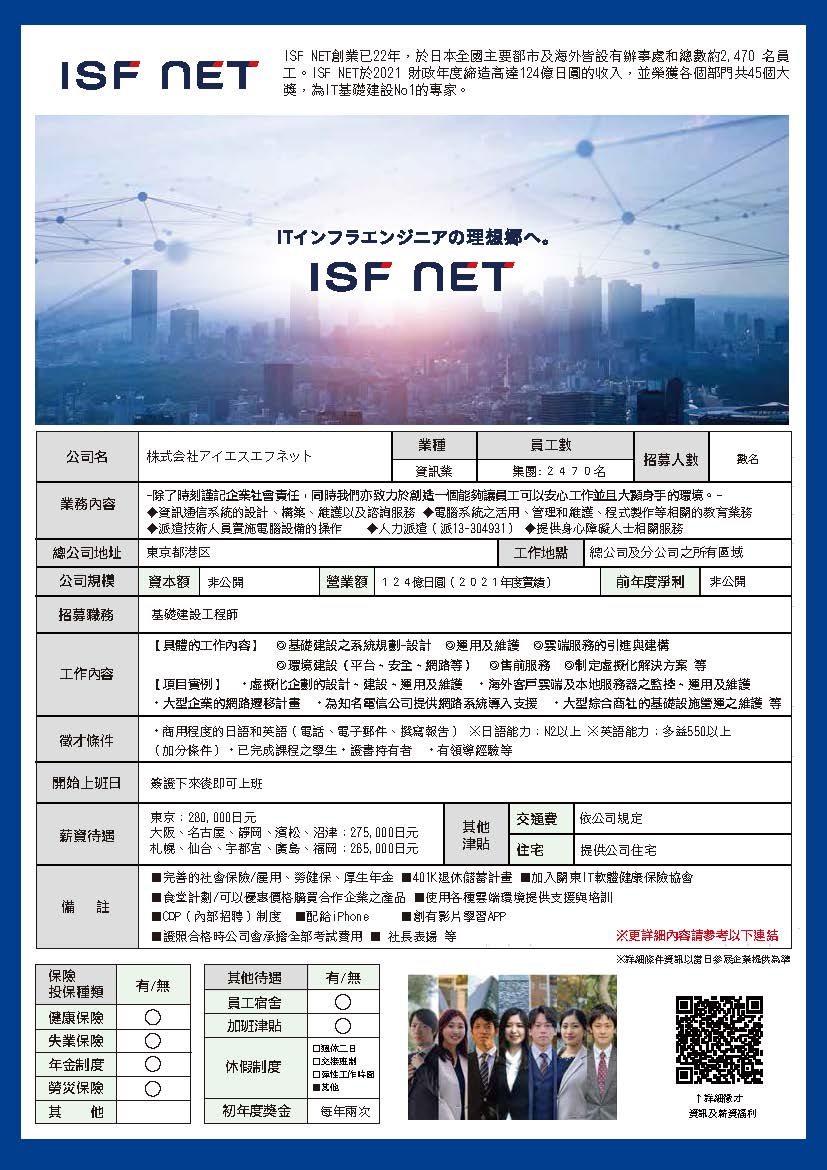 ISF NET
ISF NET創業已22年，於日本全國主要都市及海外皆設有辦事處和總數約2,470 名員
工。ISF NET於2021 財政年度締造高達124億日圓的收入，並榮獲各個部門共45個大
獎，為IT基礎建設No1的專家。
ITインフラエンジニアの理想郷へ。
ISF NET
公司名 株式会社アイエスエフネット 業種 員工數 招募人數 數名
資訊業 集團:２４７０名
業務內容 -除了時刻謹記企業社會責任，同時我們亦致力於創造一個能夠讓員工可以安心工作並且大顯身手的環境。-
◆資訊通信系統的設計、構築、維護以及諮詢服務 ◆電腦系統之活用、管理和維護、程式製作等相關的教育業務
◆派遣技術人員實施電腦設備的操作 ◆人力派遣（派13-304931） ◆提供身心障礙人士相關服務
總公司地址 東京都港区 工作地點 總公司及分公司之所有區域
公司規模 資本額 非公開 營業額 １２４億日圓（２０２１年度實績） 前年度淨利 非公開
招募職務 基礎建設工程師
工作內容 【具體的工作內容】 ◎基礎建設之系統規劃-設計 ◎運用及維護 ◎雲端服務的引進與建構
◎環境建設（平台、安全、網路等） ◎售前服務 ◎制定虛擬化解決方案 等
【項目實例】 ・虛擬化企劃的設計、建設、運用及維護 ・海外客戶雲端及本地服務器之監控、運用及維護
・大型企業的網路遷移計畫 ・為知名電信公司提供網路系統導入支援 ・大型綜合商社的基礎設施營運之維護 等
徵才條件 ・商用程度的日語和英語（電話、電子郵件、撰寫報告） ※日語能力：N2以上 ※英語能力：多益550以上
（加分條件）・已完成課程之學生・證書持有者 ・有領導經驗等
開始上班日 簽證下來後即可上班
薪資待遇 東京：280,000日元
大阪、名古屋、靜岡、濱松、沼津：275,000日元
札幌、仙台、宇都宮、廣島、福岡：265,000日元
其他
津貼
交通費 依公司規定
住宅 提供公司住宅
備 註 ■完善的社會保險/雇用、勞健保、厚生年金 ■401K退休儲蓄計畫 ■加入關東IT軟體健康保險協會
■食堂計劃/可以優惠價格購買合作企業之產品 ■使用各種雲端環境提供支援與培訓
■CDP（內部招聘）制度 ■配給iPhone ■創有影片學習APP
■證照合格時公司會承擔全部考試費用 ■ 社長表揚 等
※更詳細內容請參考以下連結
※詳細條件資訊以當日參展企業提供為準
保險
投保種類 有/無
健康保險 ○
失業保險 ○
年金制度 ○
勞災保險 ○
其 他
其他待遇 有/無
員工宿舍 ○
加班津貼 ○
休假制度 □週休二日
□交接班制
□彈性工作時間
■其他
初年度獎金 每年兩次
↑詳細徵才
資訊及薪資福利